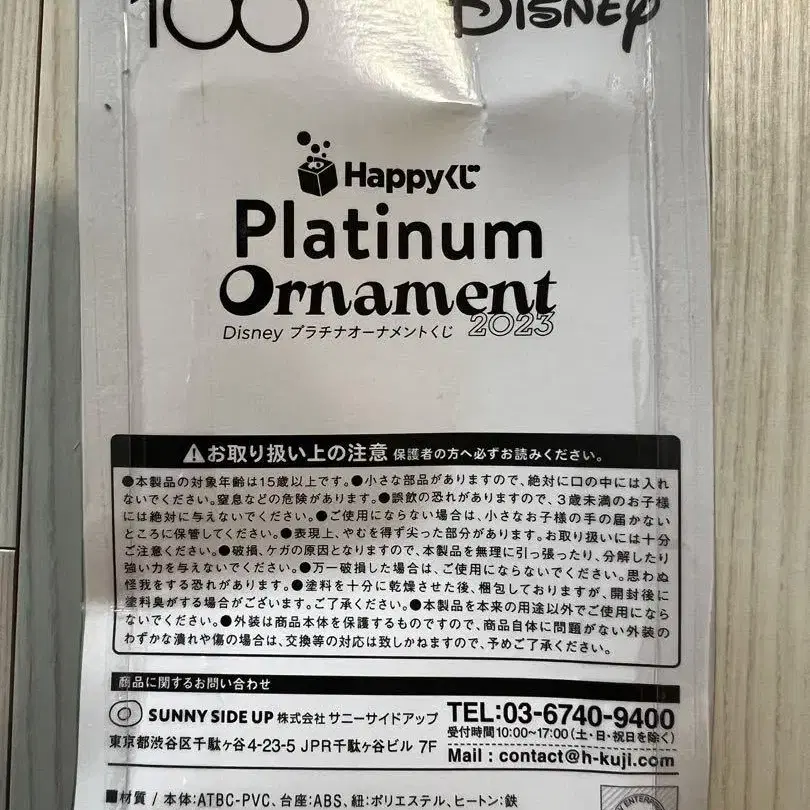 100 DISNEY
Happyくじ
Platinum
Ornament
2023
Disney プラチナオーナメントくじ
⚠お取り扱い上の注意 保護者の方へ必ずお読みください。
●本製品の対象年齢は15歳以上です。●小さな部品がありますので、絶対に口の中には入れ
ないでください。窒息などの危険があります。●誤飲の恐れがありますので、3歳未満のお子様
には絶対に与えないでください。●ご使用にならない場合は、小さなお子様の手の届かない
ところに保管してください。●表現上、やむを得ず尖った部分があります。お取り扱いには十分
ご注意ください。●破損、ケガの原因となりますので、本製品を無理に引っ張ったり、分解したり
強い力を与えないでください。●万一破損した場合は、ご使用にならないでください。思わぬ
怪我をする恐れがあります。●塗料を十分に乾燥させた後、梱包しておりますが、開封後に
塗料臭がする場合がございます。ご了承ください。●本製品を本来の用途以外でご使用になら
ないでください。●外装は商品本体を保護するものですので、商品自体に問題がない外装の
わずかな潰れや傷の場合は、交換等の対応は致しかねますので、予めご了承ください。
商品に関するお問い合わせ
SUNNY SIDE UP 株式会社 サニーサイドアップ
東京都渋谷区千駄ヶ谷4-23-5 JPR千駄ヶ谷ビル 7F
TEL:03-6740-9400
受付時間10:00~17:00(土・日・祝日を除く)
Mail : contact@h-kuji.com
■材質 / 本体:ATBC-PVC、台座:ABS、紐:ポリエステル、ヒートン:鉄